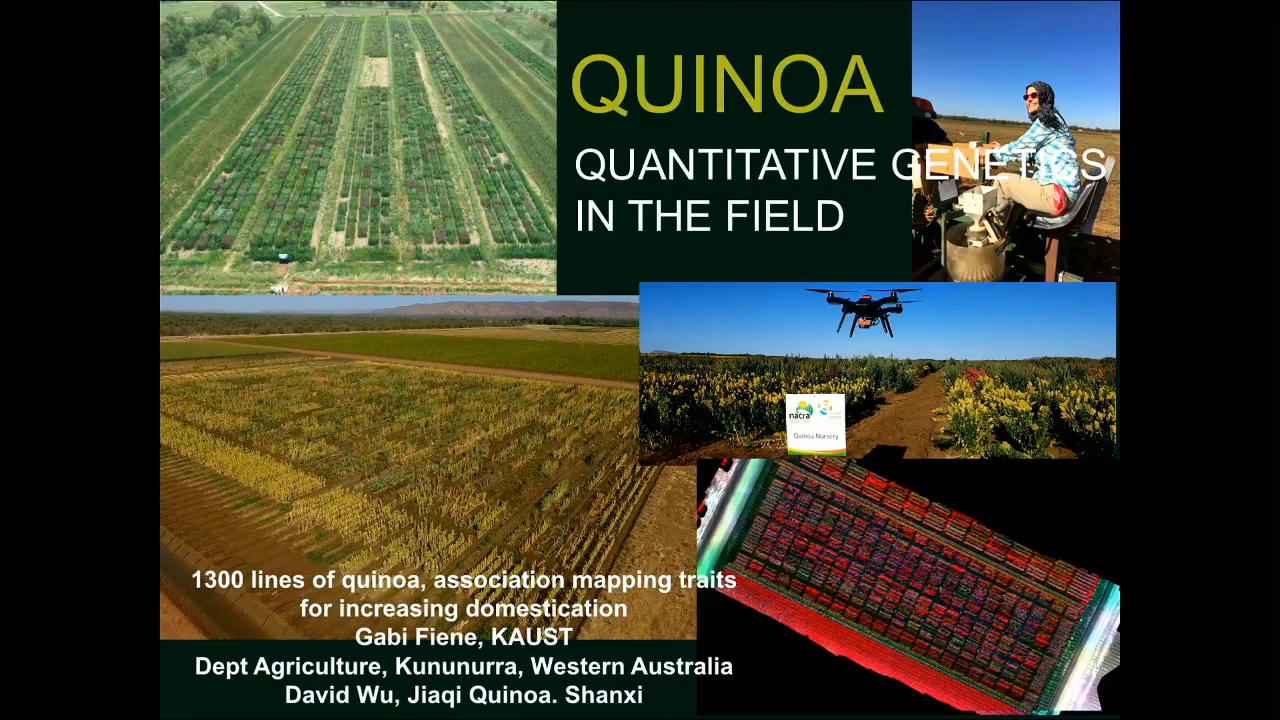 QUINOA
QUANTITATIVE GENETICS
IN THE FIELD
nacra
Quinoa Nursery
1300 lines of quinoa, association mapping traits
for increasing domestication
Gabi Fiene, KAUST
Dept Agriculture, Kununurra, Western Australia
David Wu, Jiaqi Quinoa. Shanxi